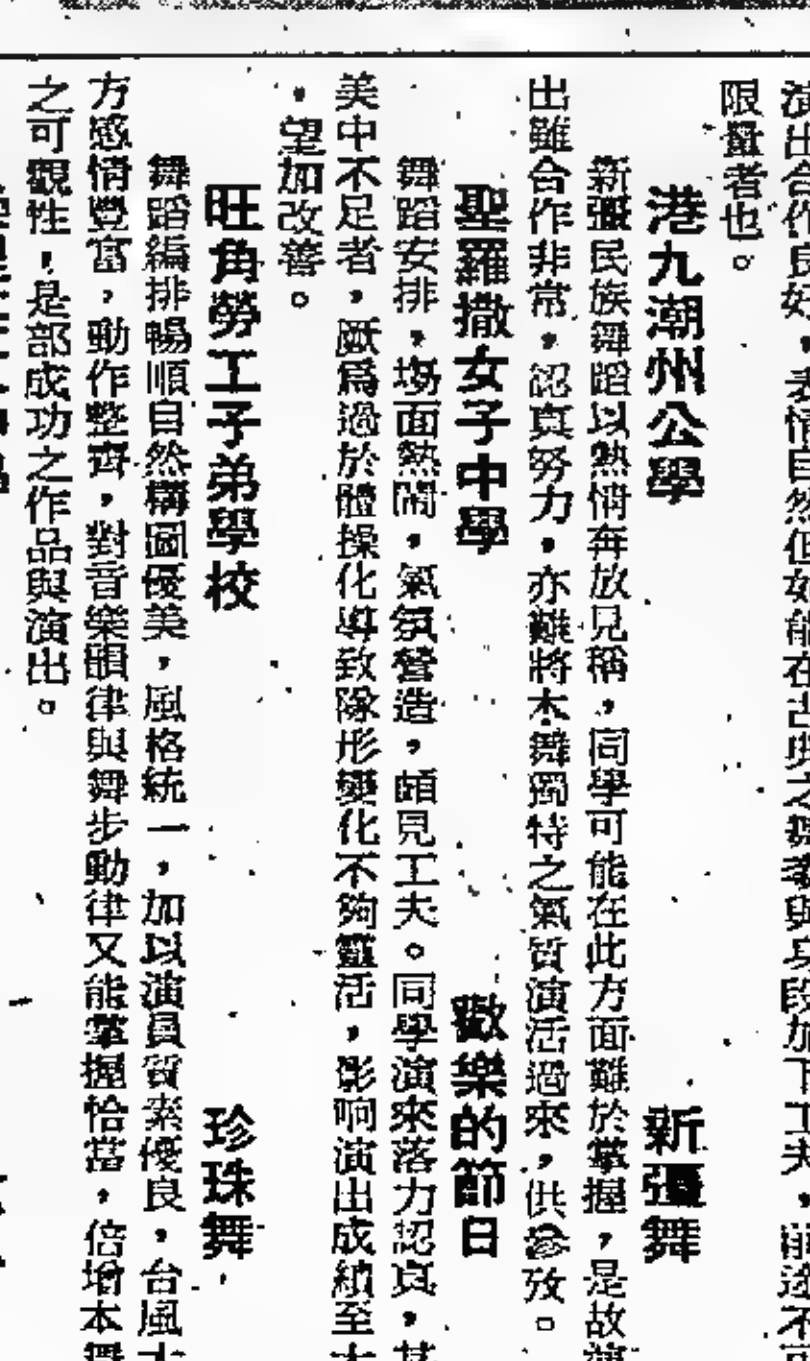 演出合作良好，表情自然但如能在古典之舞姿與身段加下工夫，前途不可
限量者也。
港九潮州公學 新疆舞
新疆民族舞蹈以熱情奔放見稱，同學可能在此方面難於掌握，是故演
出雖合作非常，認真努力，亦難將本舞獨特之氣質演活過來，供參攷。
聖羅撒女子中學 歡樂的節日
舞蹈安排，塲面熱鬧，氣氛營造，頗見工夫。同學演來落力認真，其
美中不足者，厥爲過於體操化導致隊形變化不夠靈活，影响演出成績至大
，望加改善。
旺角勞工子弟學校 珍珠舞
舞蹈編排暢順自然構圖優美，風格統一，加以演員質素優良，台風大
方感情豐富，動作整齊，對音樂韻律與舞步動律又能掌握恰當，倍增本舞
之可觀性，是部成功之作品與演出。